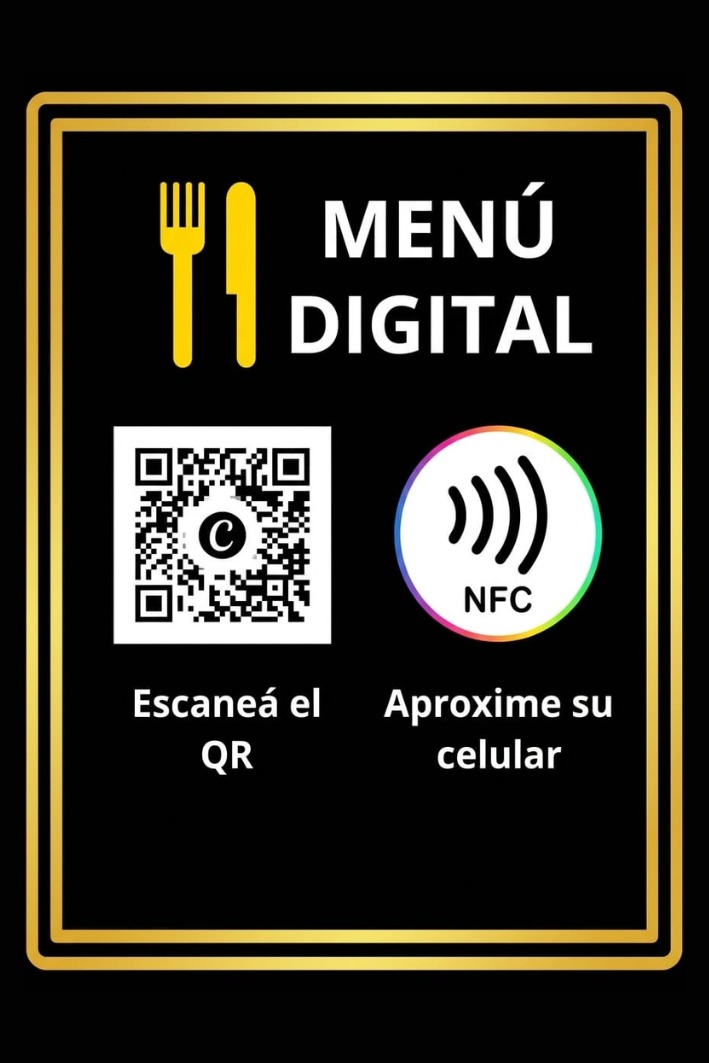 MENÚ
DIGITAL
C
NFC
Escaneá el
QR
Aproxime su
celular